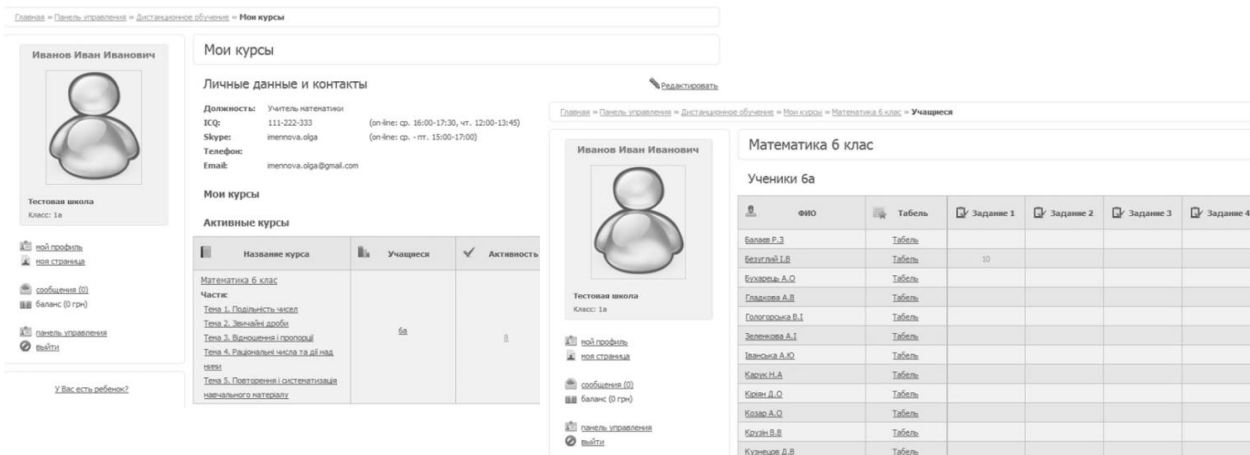 Главная » Панель управления » Дистанционное обучение » Мои курсы
Иванов Иван Иванович
Тестовая школа
Класс: 1а
мой профиль
моя страница
сообщения (0)
баланс (0 грн)
панель управления
выйти
У Вас есть ребенок?
Мои курсы
Личные данные и контакты
Редактировать
Должность: Учитель математики
ICQ: 111-222-333 (on-line: ср. 16:00-17:30, чт. 12:00-13:45)
Skype: imennova.olga (on-line: ср. - пт. 15:00-17:00)
Телефон:
Email: imennova.olga@gmail.com
Мои курсы
Активные курсы
Название курса Учащиеся Активность
Математика 6 клас
Части:
Тема 1. Подільність чисел
Тема 2. Звичайні дроби
Тема 3. Відношення і пропорції
Тема 4. Раціональні числа та дії над
ними
Тема 5. Повторення і систематизація
навчального матеріалу
6а
Главная » Панель управления » Дистанционное обучение » Мои курсы » Математика 6 клас » Учащиеся
Иванов Иван Иванович
Тестовая школа
Класс: 1а
мой профиль
моя страница
сообщения (0)
баланс (0 грн)
панель управления
выйти
Математика 6 клас
Ученики 6а
ФИО Табель Задание 1 Задание 2 Задание 3 Задание 4
Балаєв Р.З Табель
Безуглий І.В Табель 10
Бухарець А.О Табель
Гладкова А.В Табель
Гологорська В.І Табель
Зеленкова А.І Табель
Іванська А.Ю Табель
Карук Н.А Табель
Кіріян Д.О Табель
Козар А.О Табель
Крузін В.В Табель
Кузнецов Д.В Табель